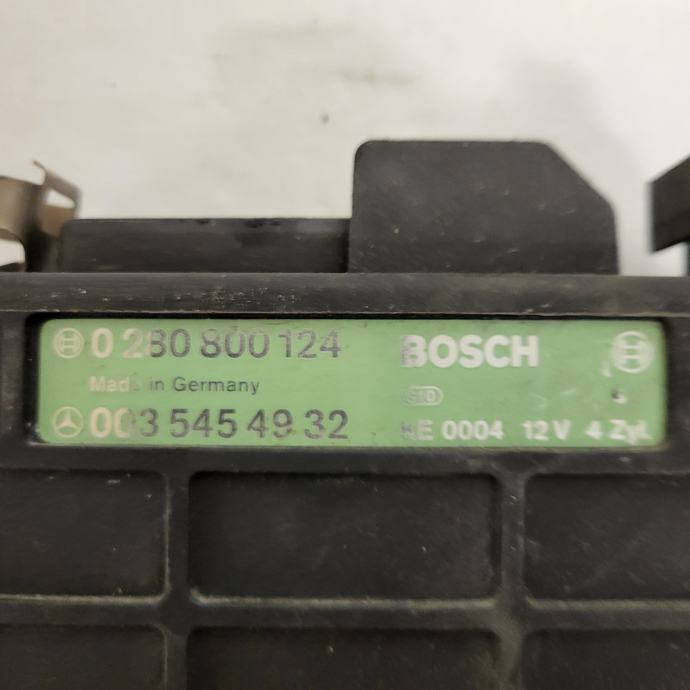 0 280 800 124 BOSCH
Made in Germany
003 545 49 32 KE 0004 12 V 4 Zyl.